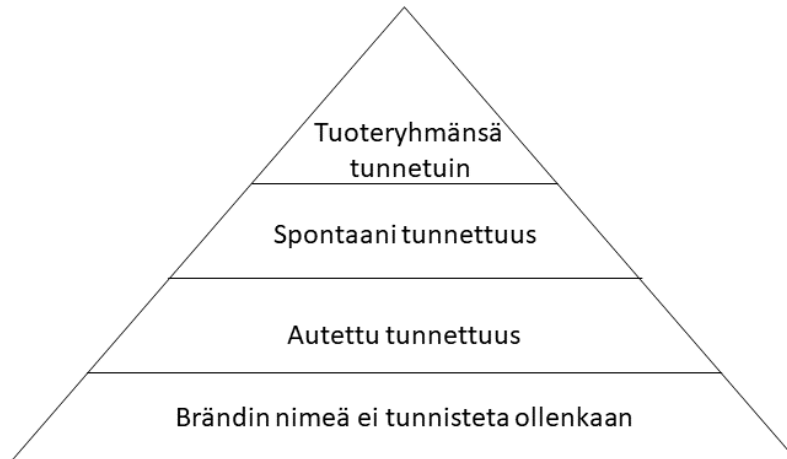 Tuoteryhmänsä
tunnetuin
Spontaani tunnettuus
Autettu tunnettuus
Brändin nimeä ei tunnisteta ollenkaan